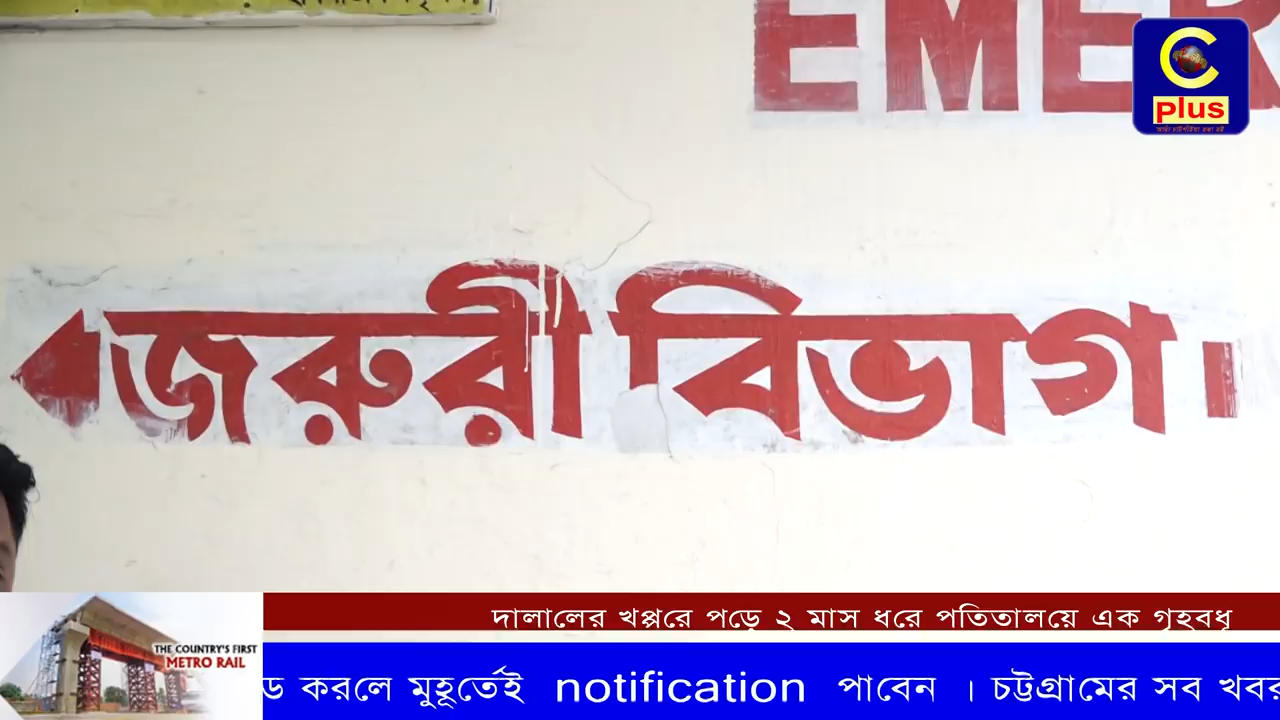 EMER
C
plus
জরুরী বিভাগ।
THE COUNTRY'S FIRST
METRO RAIL
দালালের খপ্পরে পড়ে ২ মাস ধরে পতিতালয়ে এক গৃহবধূ
ড করলে মুহূর্তেই notification পাবেন । চট্টগ্রামের সব খবর